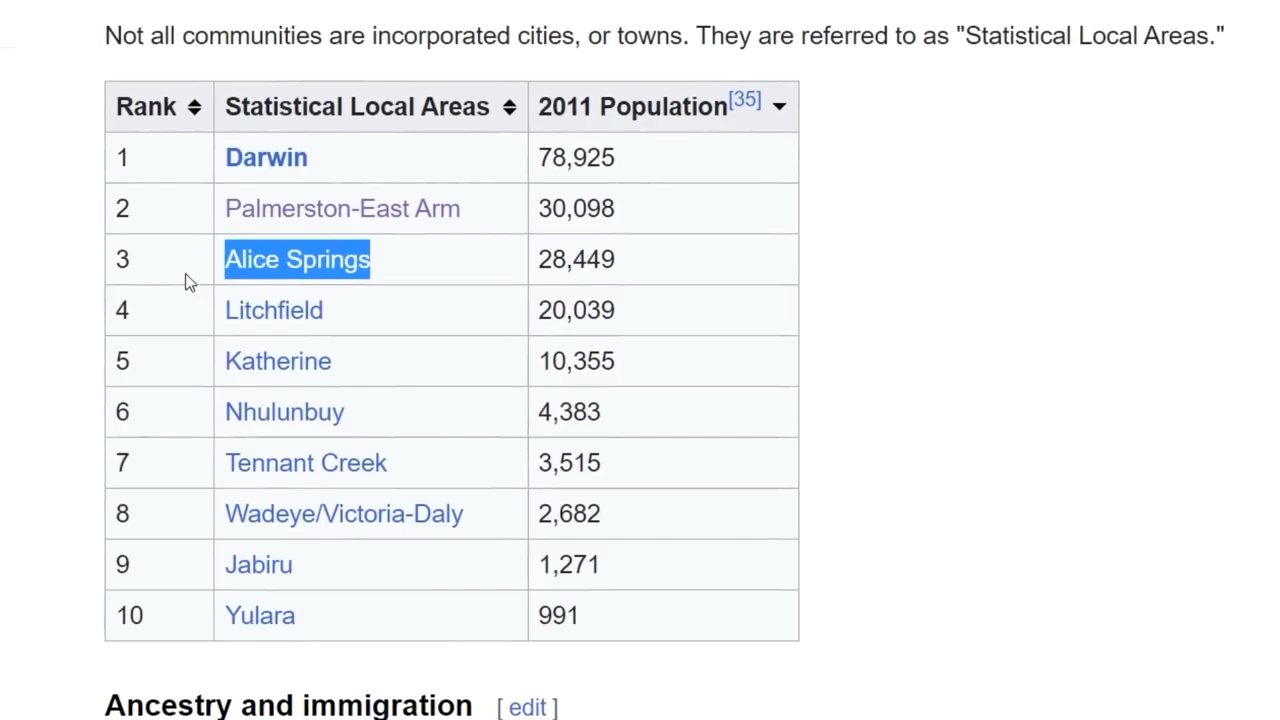 Not all communities are incorporated cities, or towns. They are referred to as "Statistical Local Areas."
Rank Statistical Local Areas 2011 Population[35]
1 Darwin 78,925
2 Palmerston-East Arm 30,098
3 Alice Springs 28,449
4 Litchfield 20,039
5 Katherine 10,355
6 Nhulunbuy 4,383
7 Tennant Creek 3,515
8 Wadeye/Victoria-Daly 2,682
9 Jabiru 1,271
10 Yulara 991
Ancestry and immigration [ edit ]